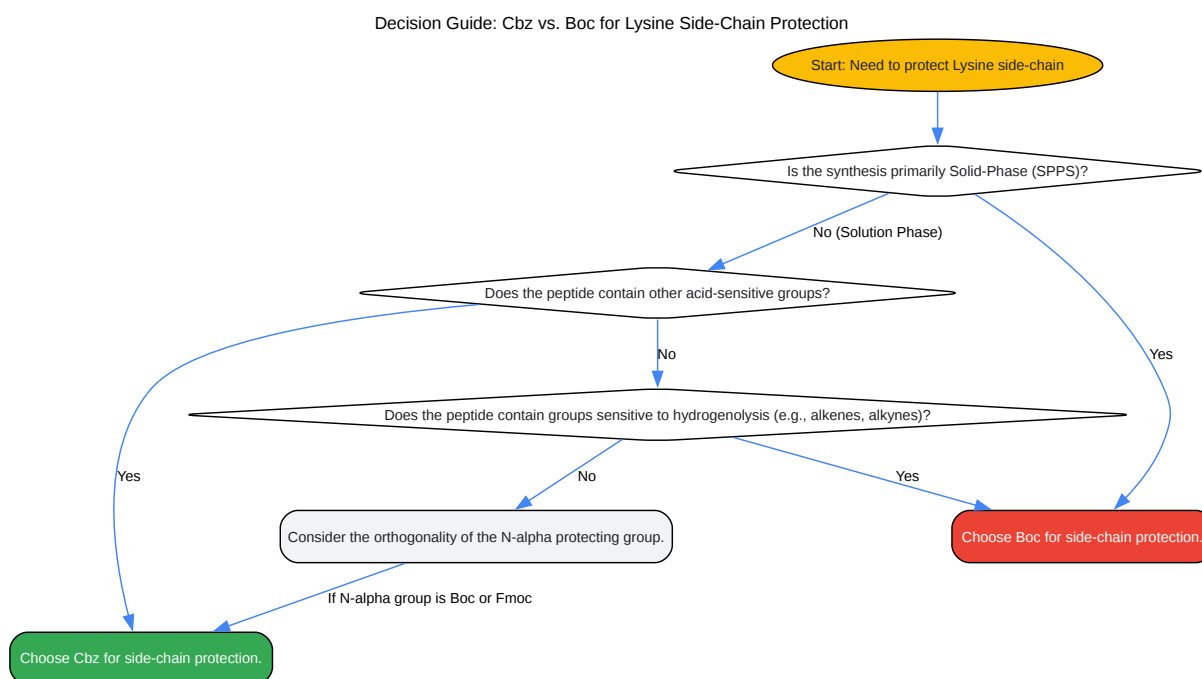 Decision Guide: Cbz vs. Boc for Lysine Side-Chain Protection
Start: Need to protect Lysine side-chain
Is the synthesis primarily Solid-Phase (SPPS)?
No (Solution Phase)
Does the peptide contain other acid-sensitive groups?
No
Yes
Does the peptide contain groups sensitive to hydrogenolysis (e.g., alkenes, alkynes)?
Yes
No
Yes
Consider the orthogonality of the N-alpha protecting group.
Choose Boc for side-chain protection.
If N-alpha group is Boc or Fmoc
Choose Cbz for side-chain protection.